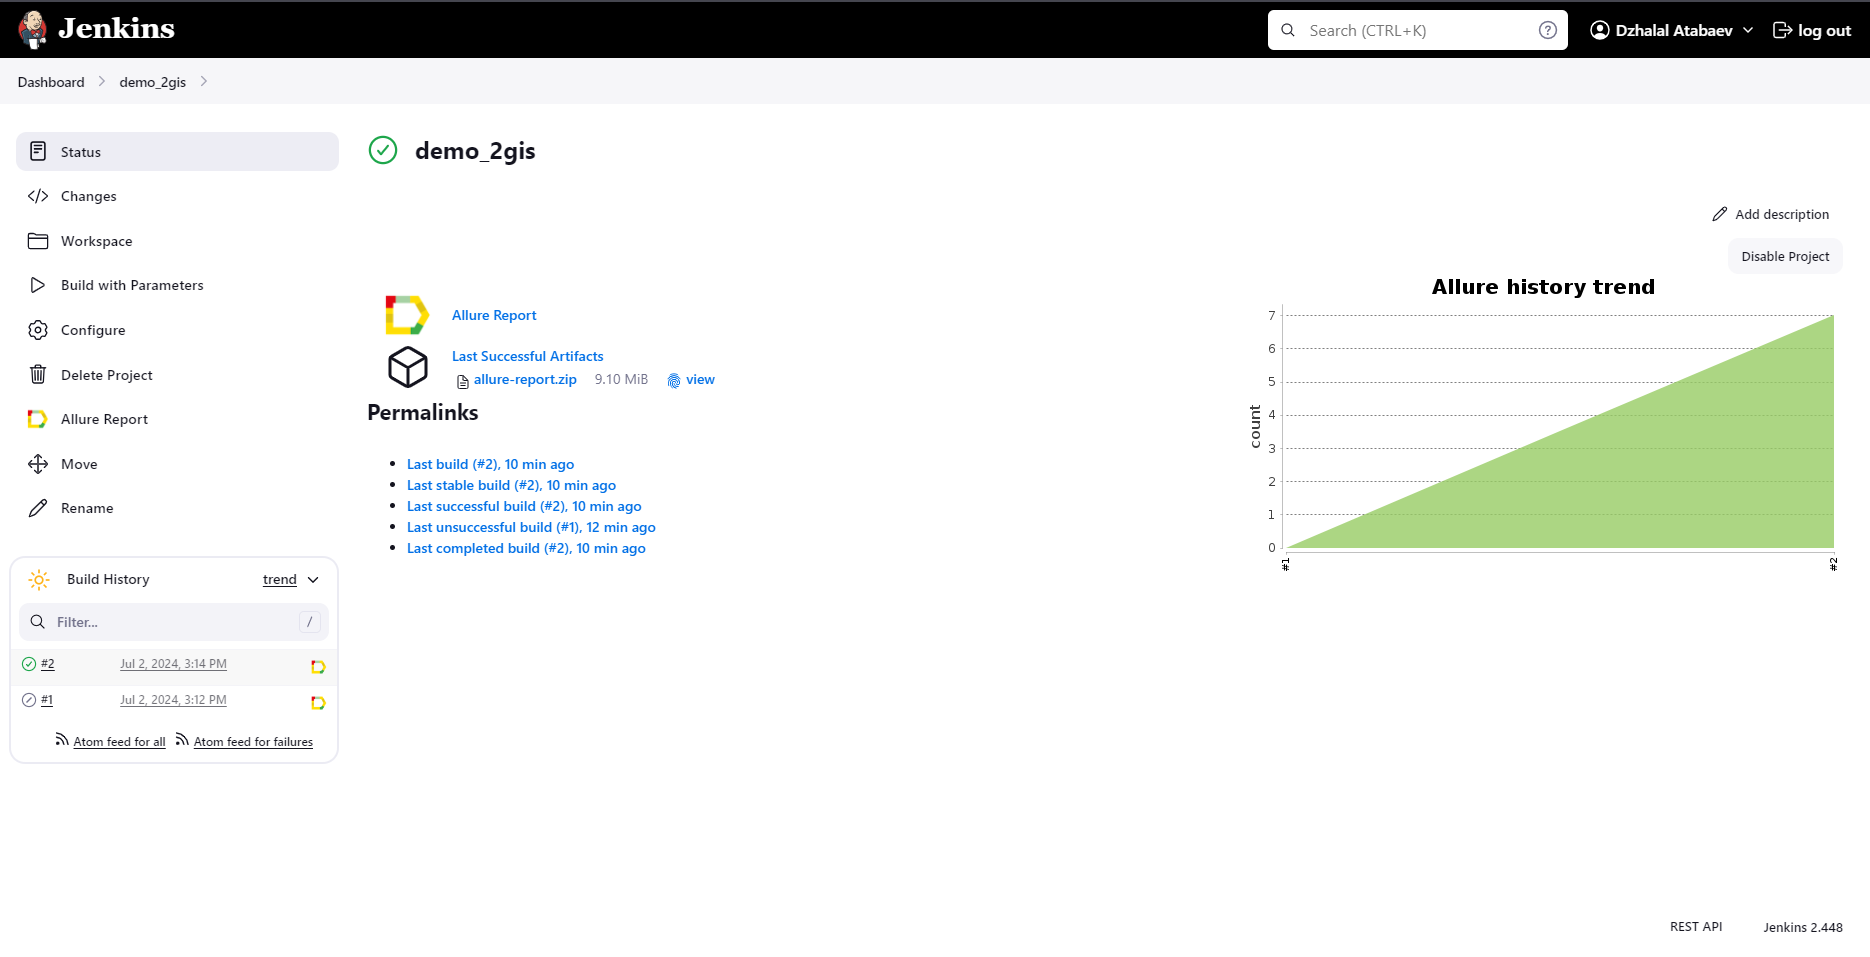 Jenkins
Search (CTRL+K)
Dzhalal Atabaev
log out
Dashboard
demo_2gis
Status
Changes
Workspace
Build with Parameters
Configure
Delete Project
Allure Report
Move
Rename
Build History
trend
Filter...
/
#2
Jul 2, 2024, 3:14 PM
#1
Jul 2, 2024, 3:12 PM
Atom feed for all
Atom feed for failures
demo_2gis
Add description
Disable Project
Allure Report
Last Successful Artifacts
allure-report.zip 9.10 MiB view
Permalinks
Last build (#2), 10 min ago
Last stable build (#2), 10 min ago
Last successful build (#2), 10 min ago
Last unsuccessful build (#1), 12 min ago
Last completed build (#2), 10 min ago
Allure history trend
count
7
6
5
4
3
2
1
0
#1
#2
REST API
Jenkins 2.448